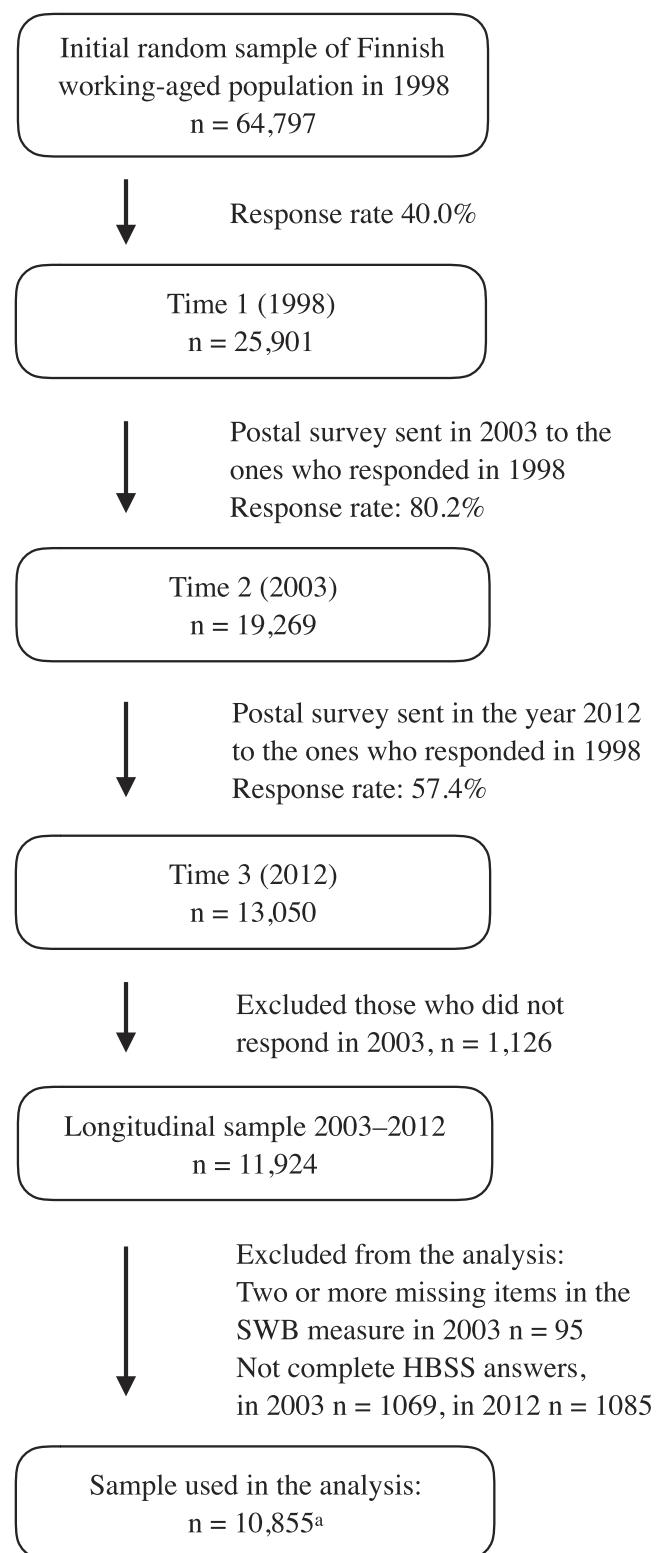 Initial random sample of Finnish
working-aged population in 1998
n = 64,797
Response rate 40.0%
Time 1 (1998)
n = 25,901
Postal survey sent in 2003 to the
ones who responded in 1998
Response rate: 80.2%
Time 2 (2003)
n = 19,269
Postal survey sent in the year 2012
to the ones who responded in 1998
Response rate: 57.4%
Time 3 (2012)
n = 13,050
Excluded those who did not
respond in 2003, n = 1,126
Longitudinal sample 2003–2012
n = 11,924
Excluded from the analysis:
Two or more missing items in the
SWB measure in 2003 n = 95
Not complete HBSS answers,
in 2003 n = 1069, in 2012 n = 1085
Sample used in the analysis:
n = 10,855ᵃ